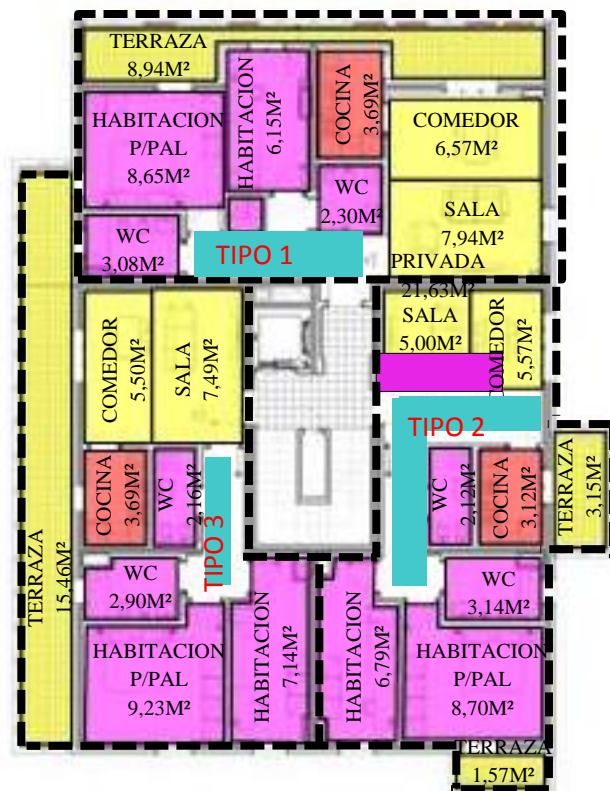 TERRAZA
8,94M²
HABITACION
P/PAL
8,65M²
HABITACION
6,15M²
COCINA
3,69M²
COMEDOR
6,57M²
WC
2,30M²
SALA
7,94M²
WC
3,08M²
TIPO 1
PRIVADA
21,63M²
SALA
5,00M²
COMEDOR
5,57M²
COMEDOR
5,50M²
SALA
7,49M²
TIPO 2
COCINA
3,69M²
WC
2,16M²
TIPO 3
WC
2,12M²
COCINA
3,12M²
TERRAZA
3,15M²
TERRAZA
15,46M²
WC
2,90M²
WC
3,14M²
HABITACION
P/PAL
9,23M²
HABITACION
7,14M²
HABITACION
6,79M²
HABITACION
P/PAL
8,70M²
TERRAZA
1,57M²